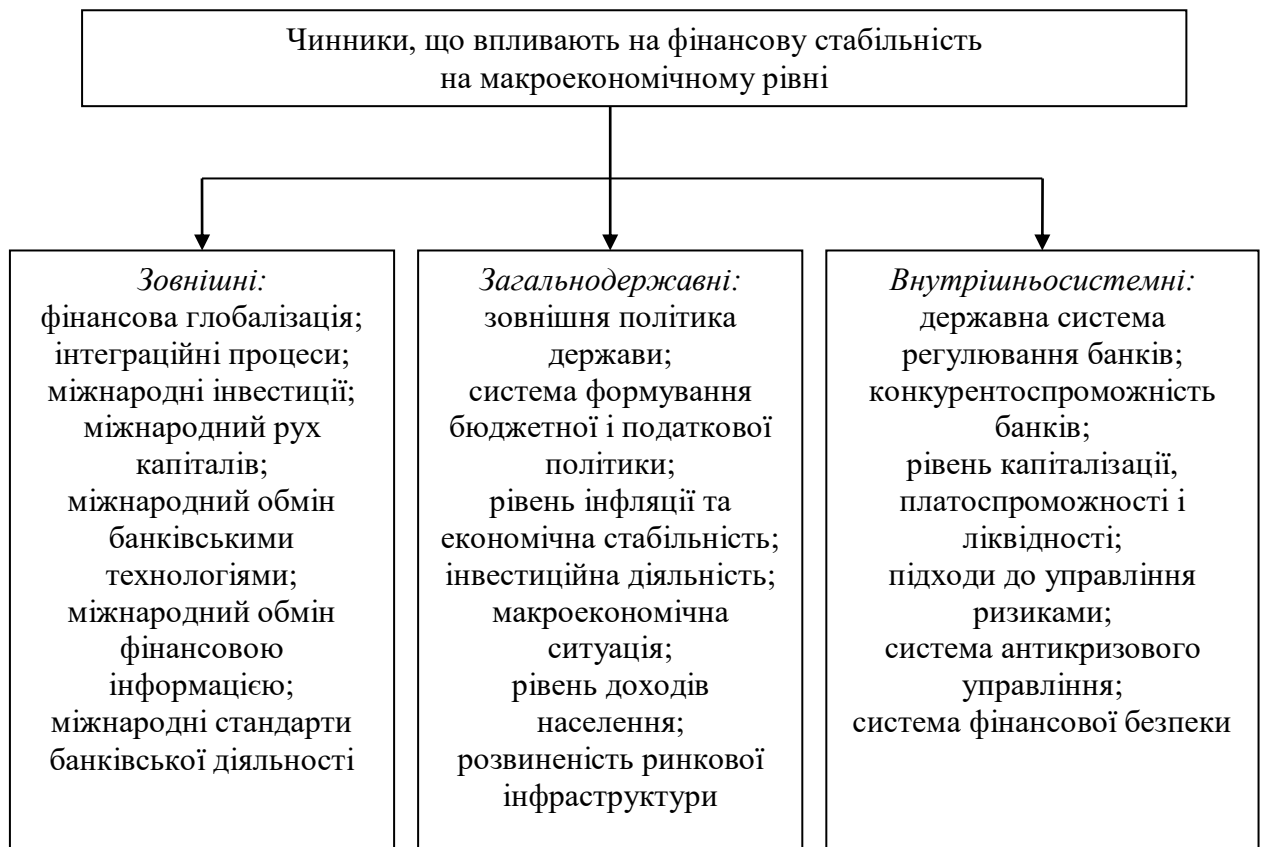 Чинники, що впливають на фінансову стабільність
на макроекономічному рівні
Зовнішні:
фінансова глобалізація;
інтеграційні процеси;
міжнародні інвестиції;
міжнародний рух
капіталів;
міжнародний обмін
банківськими
технологіями;
міжнародний обмін
фінансовою
інформацією;
міжнародні стандарти
банківської діяльності
Загальнодержавні:
зовнішня політика
держави;
система формування
бюджетної і податкової
політики;
рівень інфляції та
економічна стабільність;
інвестиційна діяльність;
макроекономічна
ситуація;
рівень доходів
населення;
розвиненість ринкової
інфраструктури
Внутрішньосистемні:
державна система
регулювання банків;
конкурентоспроможність
банків;
рівень капіталізації,
платоспроможності і
ліквідності;
підходи до управління
ризиками;
система антикризового
управління;
система фінансової безпеки